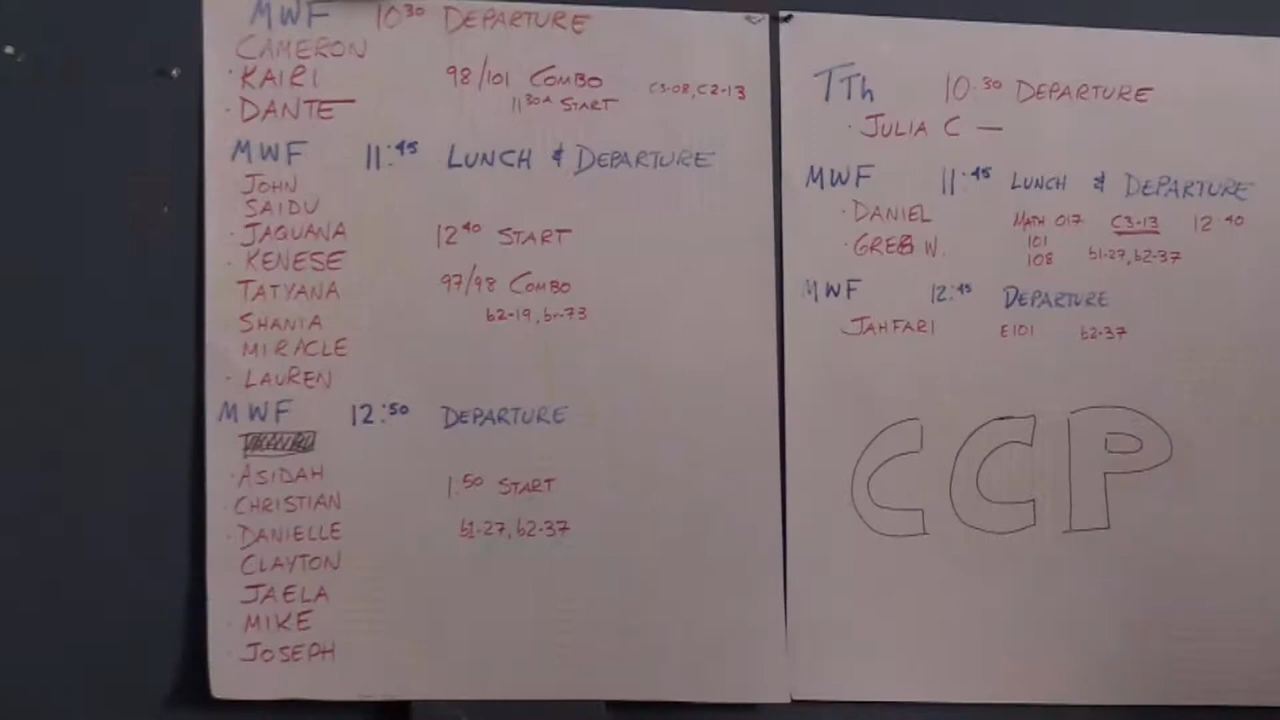 MWF 10:30 DEPARTURE
CAMERON
· KAIRI 98/101 COMBO C3-08, C2-13
· DANTE 11:30A START
MWF 11:45 LUNCH & DEPARTURE
JOHN
SAIDU
· JAQUANA 12:40 START
· KENESE
TATYANA 97/98 COMBO
SHANIA b2-19,
MIRACLE
· LAUREN
MWF 12:50 DEPARTURE
· ASIDAH 1:50 START
· CHRISTIAN
· DANIELLE b1-27, b2-37
CLAYTON
JAELA
· MIKE
· JOSEPH
TTh 10:30 DEPARTURE
· JULIA C —
MWF 11:45 LUNCH & DEPARTURE
· DANIEL MATH 017 C3-13 12:40
· GREG W. 101
108 b1-27, b2-37
MWF 12:45 DEPARTURE
JAHFARI E101 b2-37
CCP